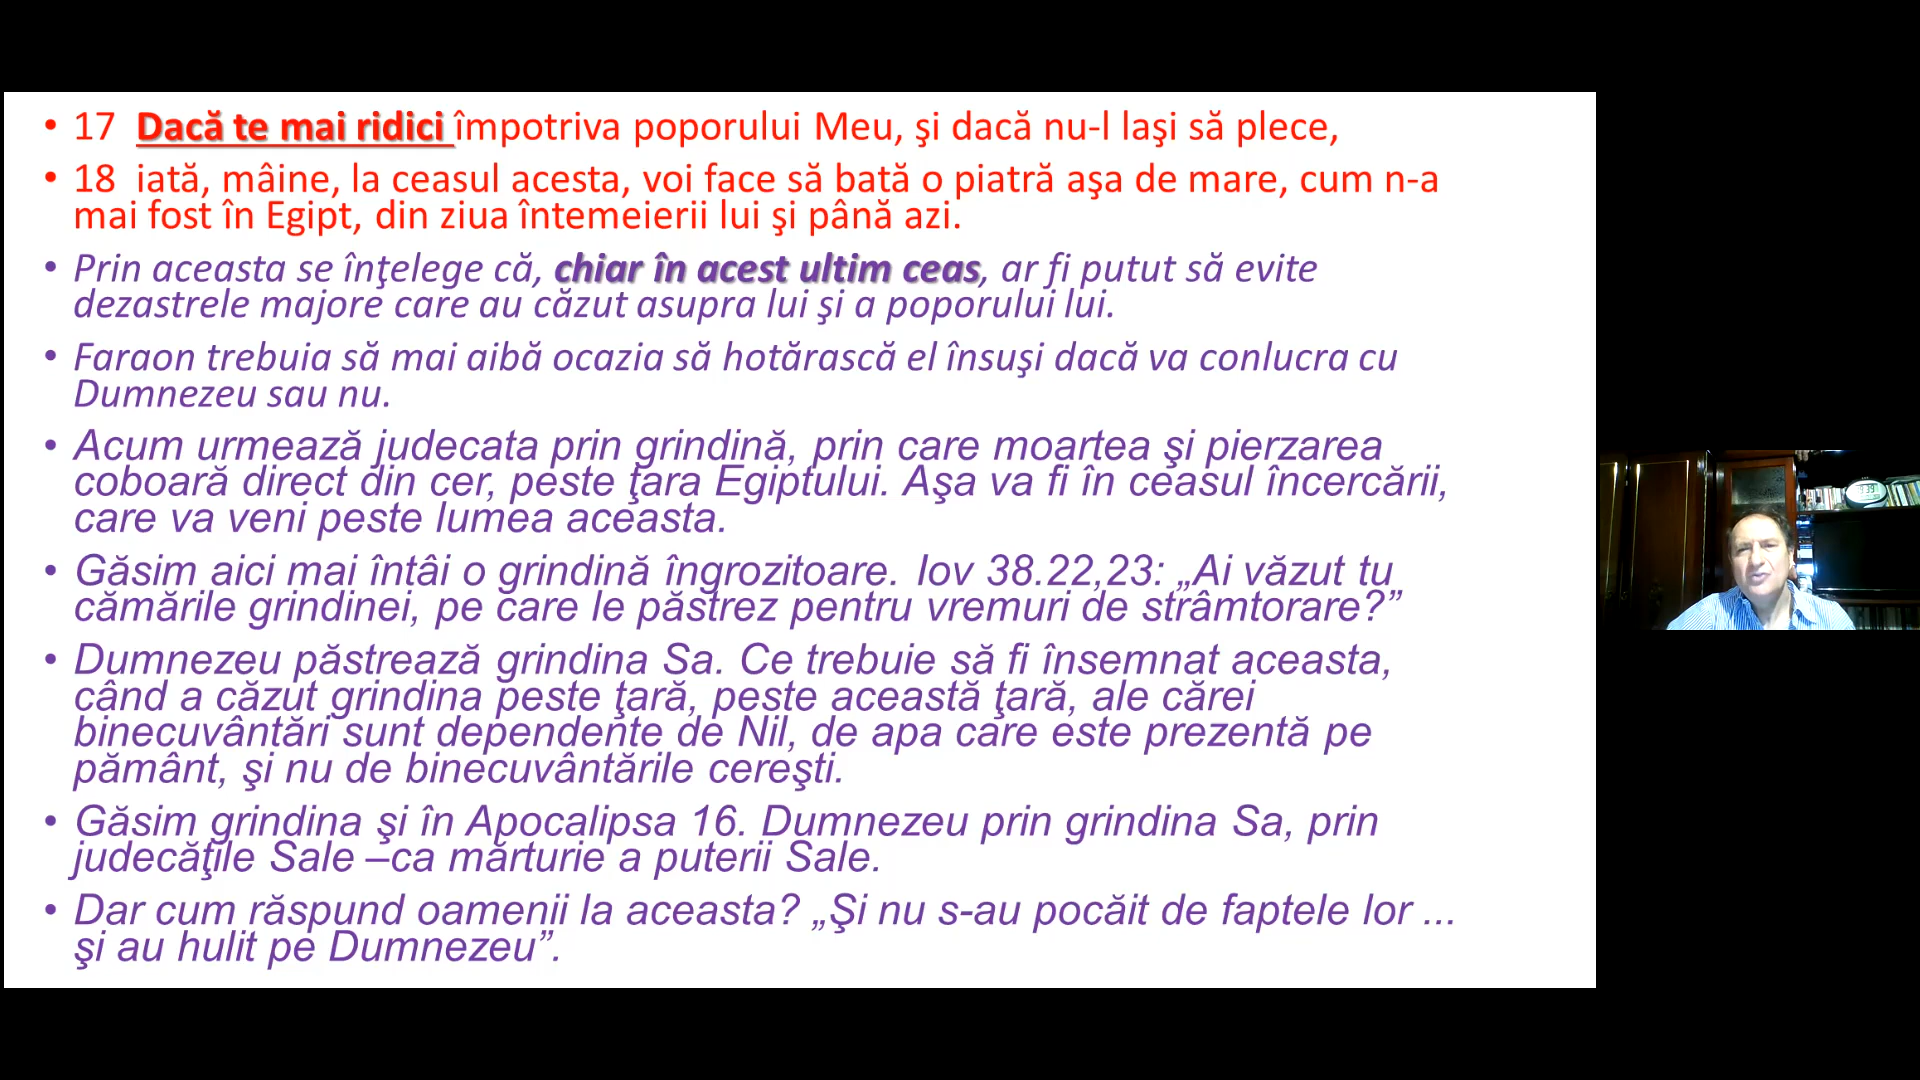 • 17 Dacă te mai ridici împotriva poporului Meu, şi dacă nu-l laşi să plece,
• 18 iată, mâine, la ceasul acesta, voi face să bată o piatră aşa de mare, cum n-a
mai fost în Egipt, din ziua întemeierii lui şi până azi.
• Prin aceasta se înţelege că, chiar în acest ultim ceas, ar fi putut să evite
dezastrele majore care au căzut asupra lui şi a poporului lui.
• Faraon trebuia să mai aibă ocazia să hotărască el însuşi dacă va conlucra cu
Dumnezeu sau nu.
• Acum urmează judecata prin grindină, prin care moartea şi pierzarea
coboară direct din cer, peste ţara Egiptului. Aşa va fi în ceasul încercării,
care va veni peste lumea aceasta.
• Găsim aici mai întâi o grindină îngrozitoare. Iov 38.22,23: „Ai văzut tu
cămările grindinei, pe care le păstrez pentru vremuri de strâmtorare?”
• Dumnezeu păstrează grindina Sa. Ce trebuie să fi însemnat aceasta,
când a căzut grindina peste ţară, peste această ţară, ale cărei
binecuvântări sunt dependente de Nil, de apa care este prezentă pe
pământ, şi nu de binecuvântările cereşti.
• Găsim grindina şi în Apocalipsa 16. Dumnezeu prin grindina Sa, prin
judecăţile Sale –ca mărturie a puterii Sale.
• Dar cum răspund oamenii la aceasta? „Şi nu s-au pocăit de faptele lor ...
şi au hulit pe Dumnezeu”.